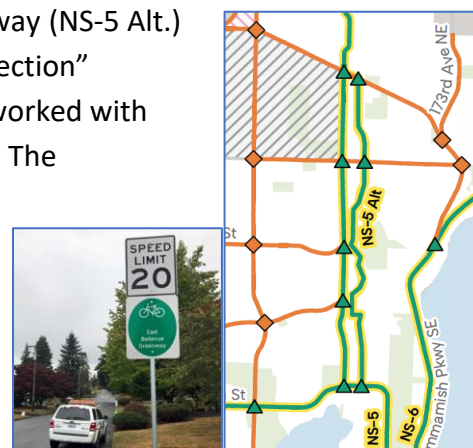 way (NS-5 Alt.)
ection"
worked with
The
SPEED
LIMIT
20
East
Bellevue
Greenway
173rd Ave NE
NS-5 Alt
St
St
NS-5
NS-6
mmamish Pkwy SE